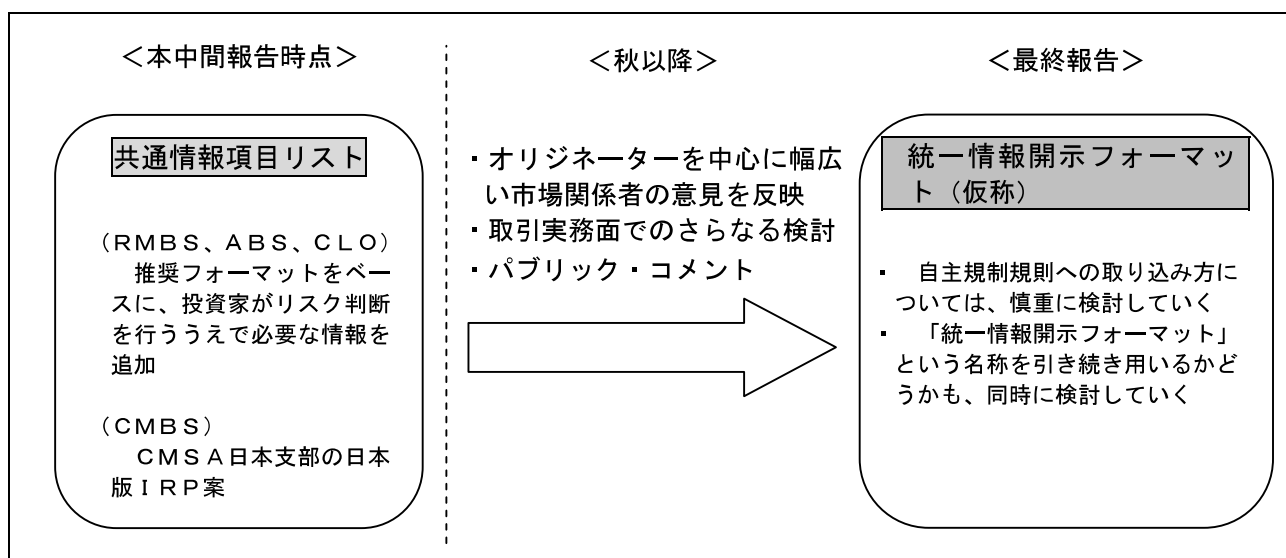 ＜本中間報告時点＞
共通情報項目リスト
（ＲＭＢＳ、ＡＢＳ、ＣＬＯ）
推奨フォーマットをベー
スに、投資家がリスク判断
を行ううえで必要な情報を
追加
（ＣＭＢＳ）
ＣＭＳＡ日本支部の日本
版ＩＲＰ案
＜秋以降＞
・オリジネーターを中心に幅広
い市場関係者の意見を反映
・取引実務面でのさらなる検討
・パブリック・コメント
＜最終報告＞
統一情報開示フォーマッ
ト（仮称）
・　自主規制規則への取り込み方に
ついては、慎重に検討していく
・　「統一情報開示フォーマット」
という名称を引き続き用いるかど
うかも、同時に検討していく